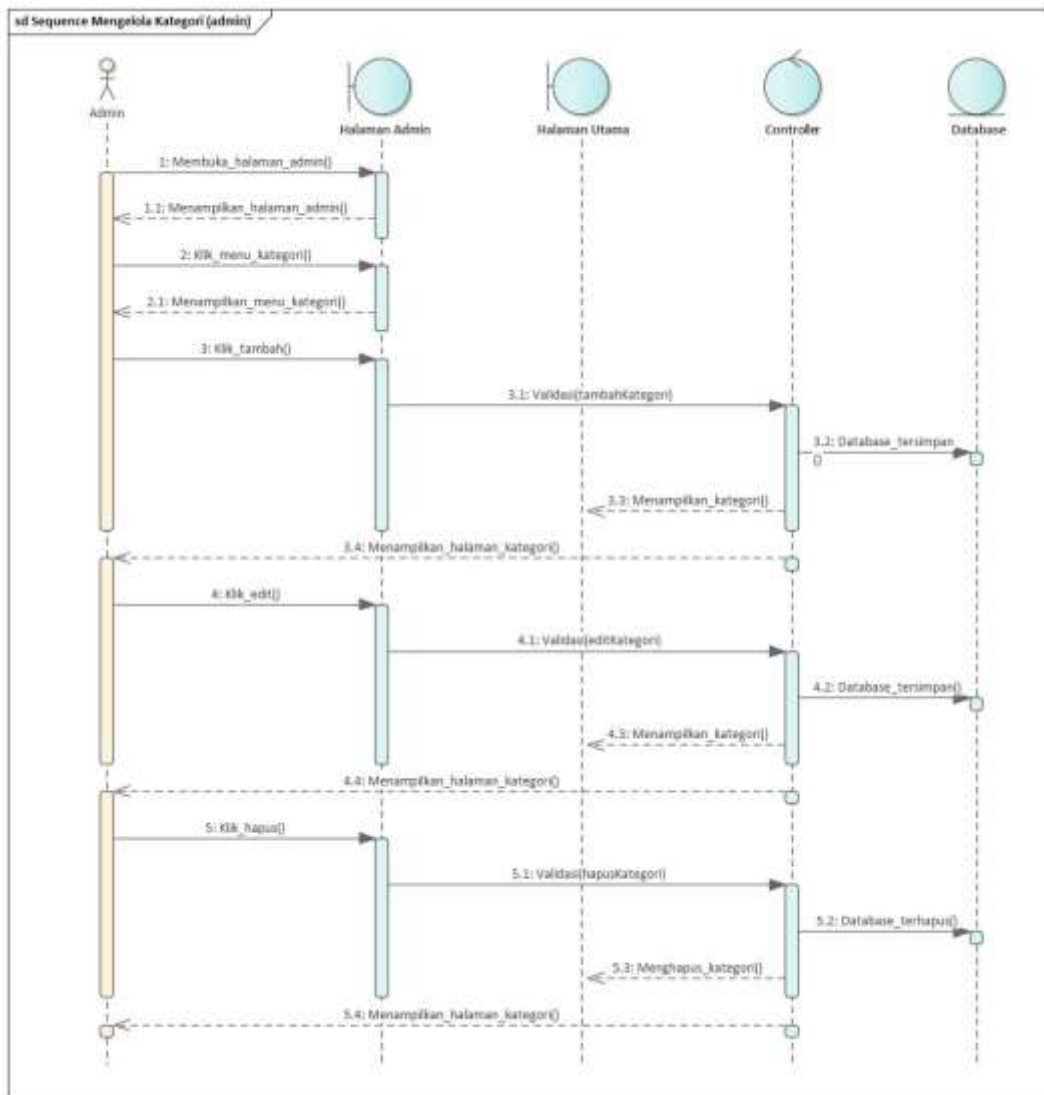 sd Sequence Mengelola Kategori (admin)
Admin
Halaman Admin
Halaman Utama
Controller
Database
1: Membuka_halaman_admin()
1.1: Menampilkan_halaman_admin()
2: Klik_menu_kategori()
2.1: Menampilkan_menu_kategori()
3: Klik_tambah()
3.1: Validasi(tambahKategori)
3.2: Database_tersimpan
()
3.3: Menampilkan_kategori()
3.4: Menampilkan_halaman_kategori()
4: Klik_edit()
4.1: Validasi(editKategori)
4.2: Database_tersimpan()
4.3: Menampilkan_kategori()
4.4: Menampilkan_halaman_kategori()
5: Klik_hapus()
5.1: Validasi(hapusKategori)
5.2: Database_terhapus()
5.3: Menghapus_kategori()
5.4: Menampilkan_halaman_kategori()